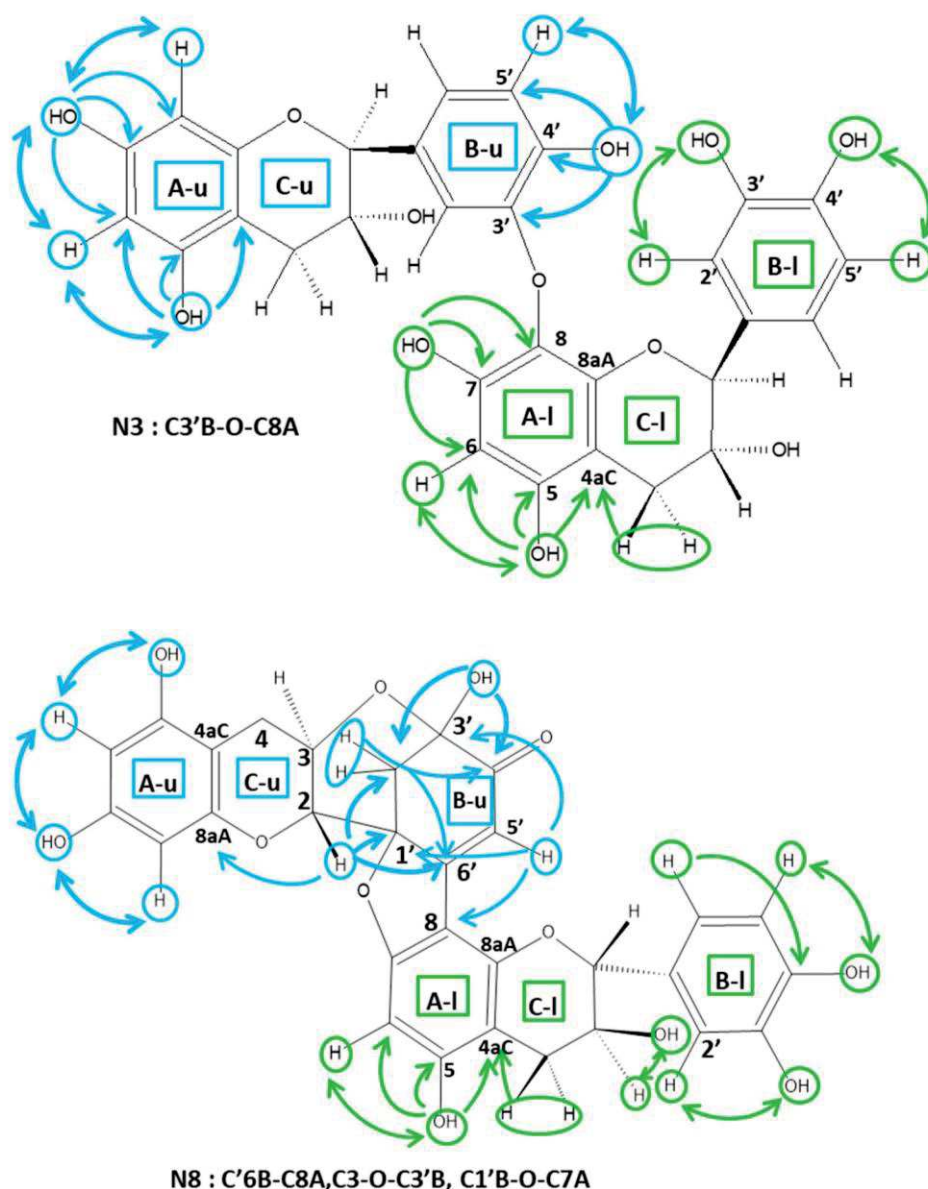 H H H
HO O H 5'
A-u C-u B-u 4' OH
HO OH
H OH 3' 3' 4'
H H
OH H H H O 2' B-l 5' H
HO 8 8aA O
7 H H
N3 : C3'B-O-C8A A-l C-l
6 OH
H 5 4aC H
OH H H
OH H O OH
H 4aC 4 3 H 3' O
A-u C-u H B-u
2 5'
HO 8aA O 1' H
H H 6' H H
O
8 8aA O H
A-l C-l B-l OH
OH
H 5 4aC 2'
H H OH
OH H H
N8 : C'6B-C8A,C3-O-C3'B, C1'B-O-C7A